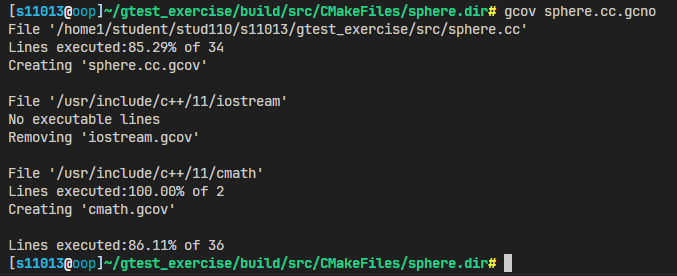 [s11013@oop]~/gtest_exercise/build/src/CMakeFiles/sphere.dir# gcov sphere.cc.gcno
File '/home1/student/stud110/s11013/gtest_exercise/src/sphere.cc'
Lines executed:85.29% of 34
Creating 'sphere.cc.gcov'

File '/usr/include/c++/11/iostream'
No executable lines
Removing 'iostream.gcov'

File '/usr/include/c++/11/cmath'
Lines executed:100.00% of 2
Creating 'cmath.gcov'

Lines executed:86.11% of 36
[s11013@oop]~/gtest_exercise/build/src/CMakeFiles/sphere.dir#